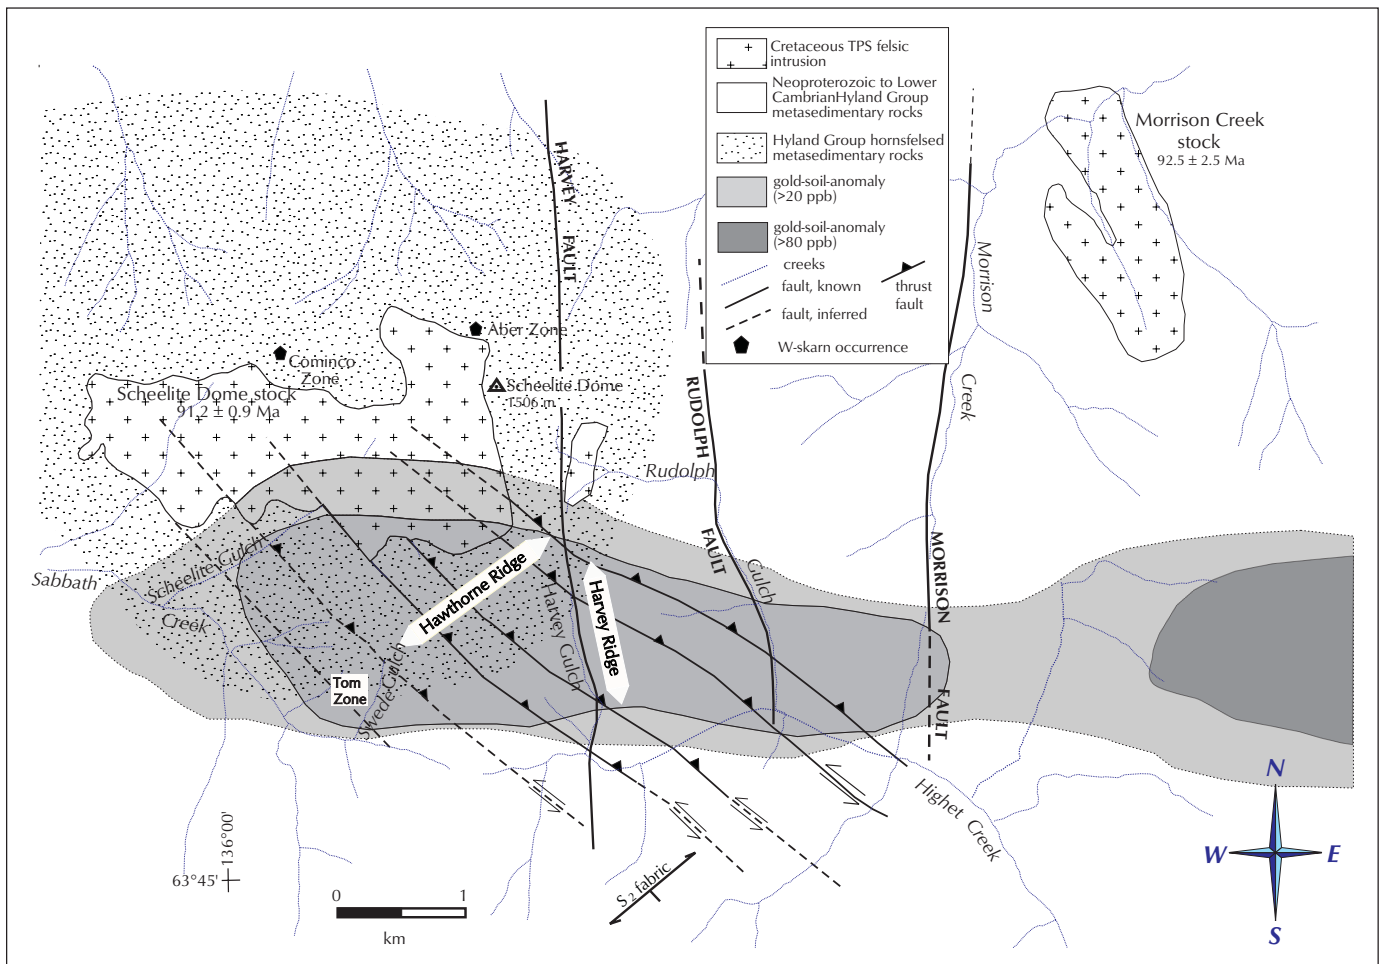 Cretaceous TPS felsic
intrusion
Neoproterozoic to Lower
CambrianHyland Group
metasedimentary rocks
Hyland Group hornsfelsed
metasedimentary rocks
gold-soil-anomaly
(>20 ppb)
gold-soil-anomaly
(>80 ppb)
creeks
fault, known
thrust
fault
fault, inferred
W-skarn occurrence
Morrison Creek
stock
92.5 ± 2.5 Ma
HARVEY FAULT
Morrison
Creek
Aber Zone
Cominco
Zone
Scheelite Dome
1506 m
Scheelite Dome stock
91.2 ± 0.9 Ma
RUDOLPH
FAULT
Rudolph
Gulch
MORRISON
FAULT
Sabbath
Creek
Scheelite Gulch
Hawthorne Ridge
Harvey Gulch
Harvey Ridge
Tom
Zone
Swede Gulch
Highet Creek
S2 fabric
136°00'
63°45'
0 1
km
N
W E
S